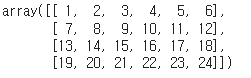 array([[ 1,  2,  3,  4,  5,  6],
       [ 7,  8,  9, 10, 11, 12],
       [13, 14, 15, 16, 17, 18],
       [19, 20, 21, 22, 23, 24]])